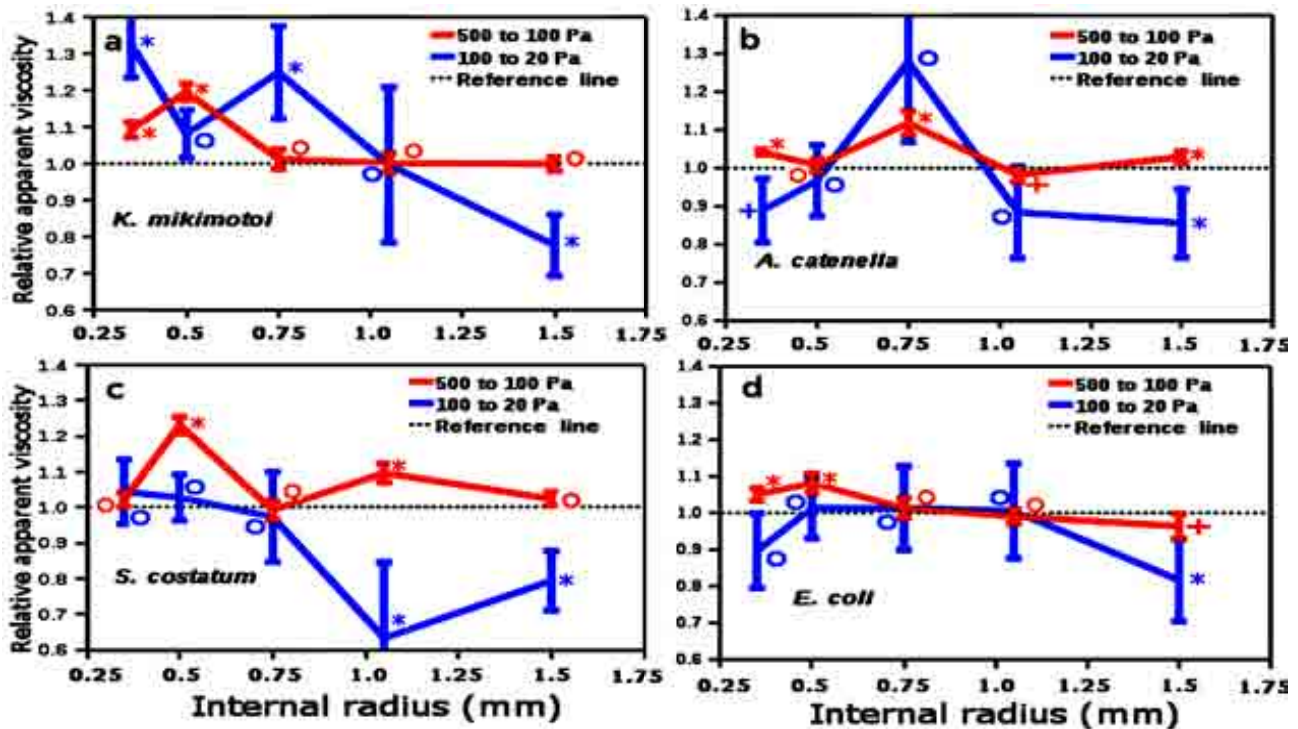 a
500 to 100 Pa
100 to 20 Pa
Reference line
K. mikimotoi
Relative apparent viscosity
1.4
1.3
1.2
1.1
1.0
0.9
0.8
0.7
0.6
0.25 0.5 0.75 1.0 1.25 1.5 1.75
b
500 to 100 Pa
100 to 20 Pa
Reference line
A. catenella
1.4
1.3
1.2
1.1
1.0
0.9
0.8
0.7
0.6
0.25 0.5 0.75 1.0 1.25 1.5 1.75
c
500 to 100 Pa
100 to 20 Pa
Reference line
S. costatum
Relative apparent viscosity
1.4
1.3
1.2
1.1
1.0
0.9
0.8
0.7
0.6
0.25 0.5 0.75 1.0 1.25 1.5 1.75
Internal radius (mm)
d
500 to 100 Pa
100 to 20 Pa
Reference line
E. coli
1.4
1.3
1.2
1.1
1.0
0.9
0.8
0.7
0.6
0.25 0.5 0.75 1.0 1.25 1.5 1.75
Internal radius (mm)